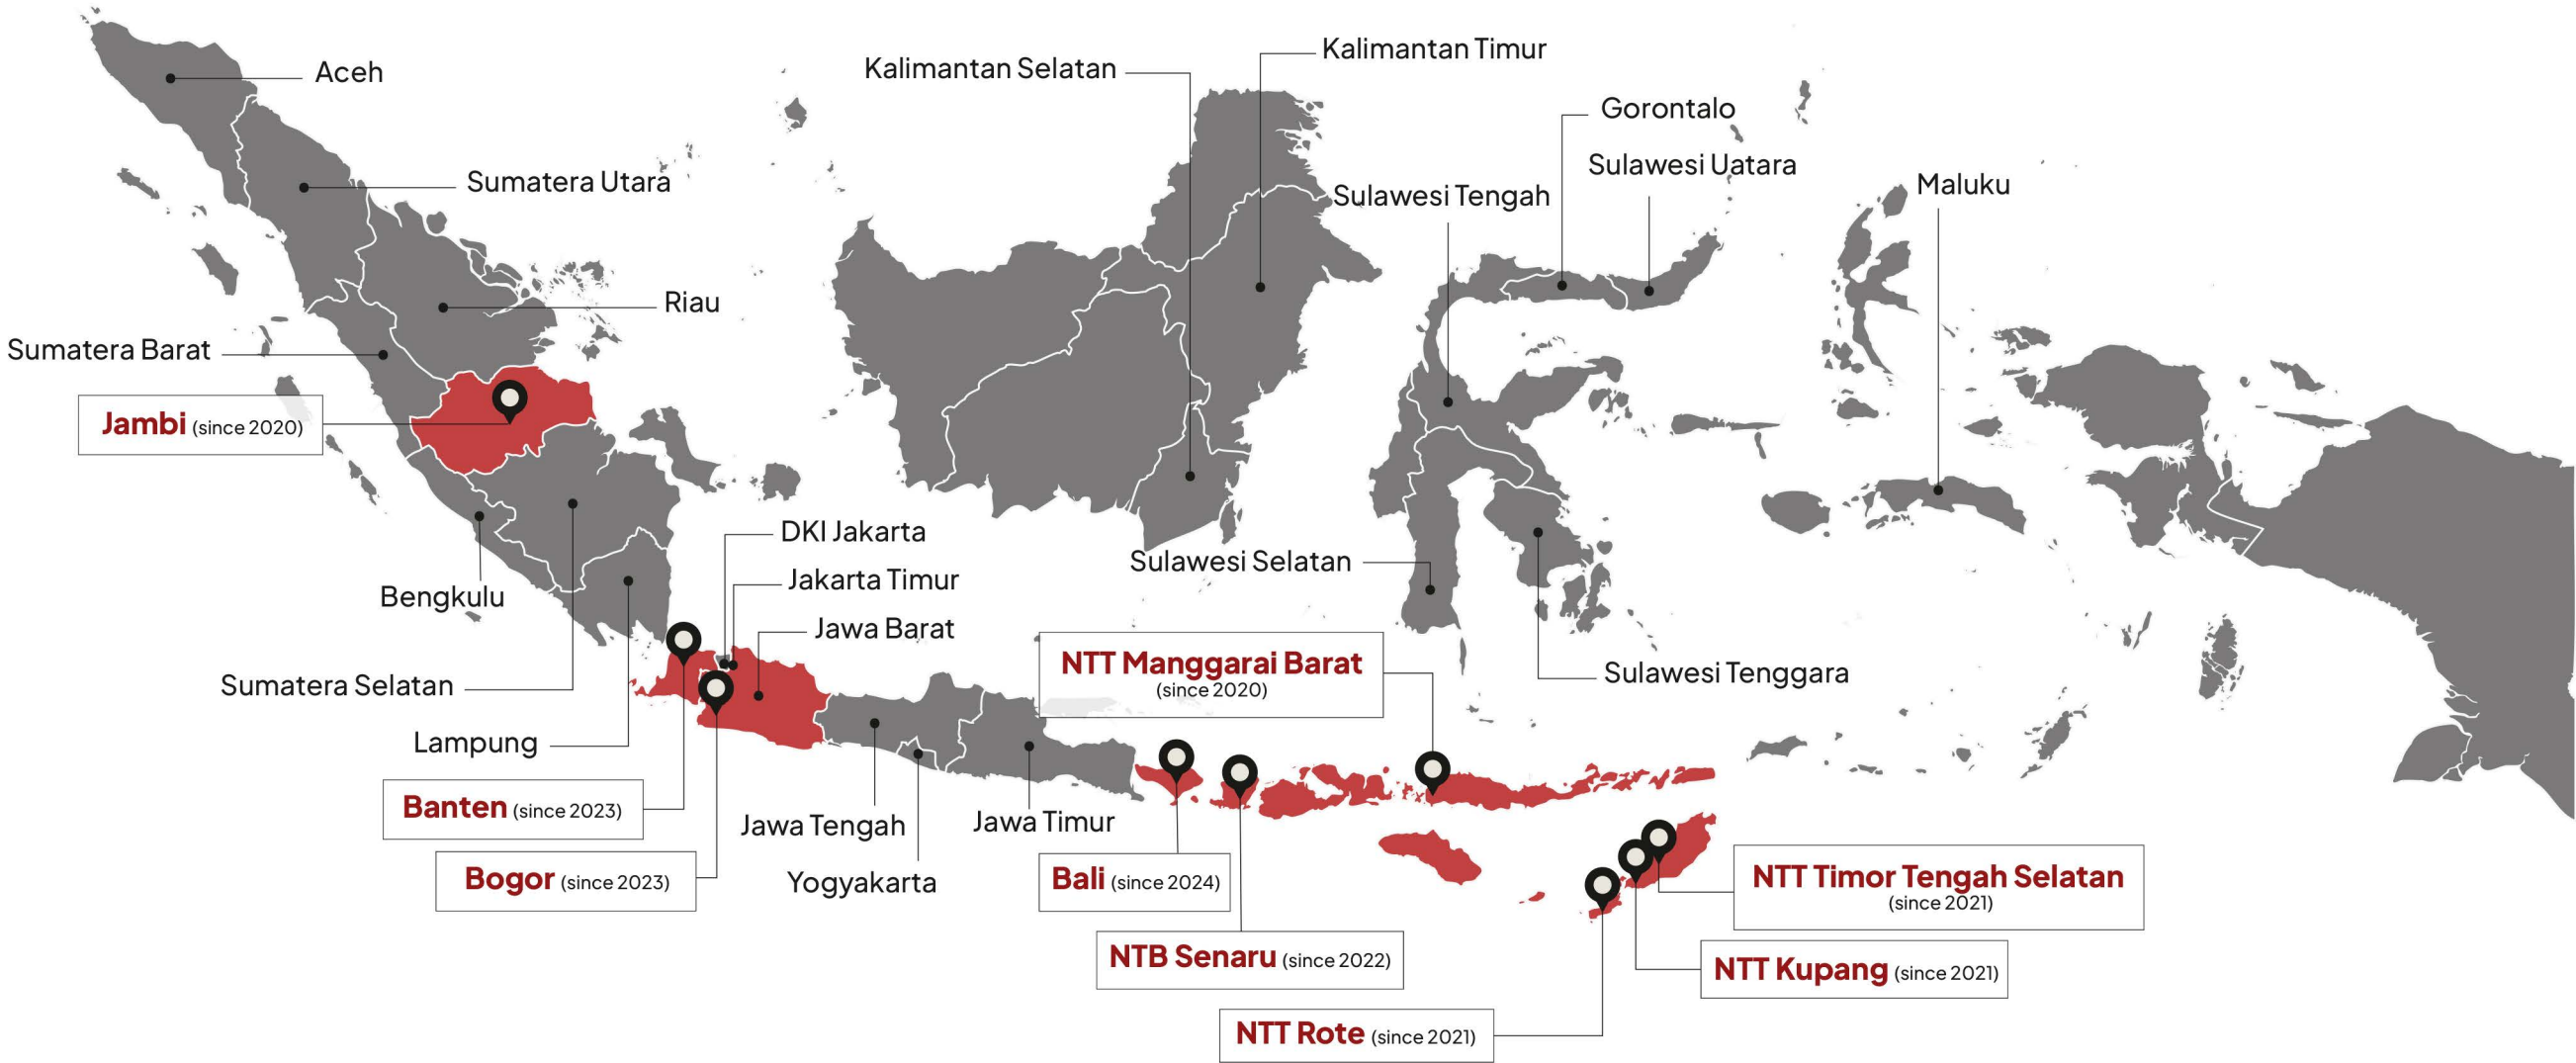 Aceh
Kalimantan Selatan
Kalimantan Timur
Gorontalo
Sulawesi Uatara
Sumatera Utara
Sulawesi Tengah
Maluku
Riau
Sumatera Barat
Jambi (since 2020)
DKI Jakarta
Jakarta Timur
Jawa Barat
Bengkulu
Sulawesi Selatan
Sumatera Selatan
NTT Manggarai Barat
(since 2020)
Sulawesi Tenggara
Lampung
Banten (since 2023)
Jawa Tengah
Jawa Timur
Bogor (since 2023)
Yogyakarta
Bali (since 2024)
NTT Timor Tengah Selatan
(since 2021)
NTB Senaru (since 2022)
NTT Kupang (since 2021)
NTT Rote (since 2021)